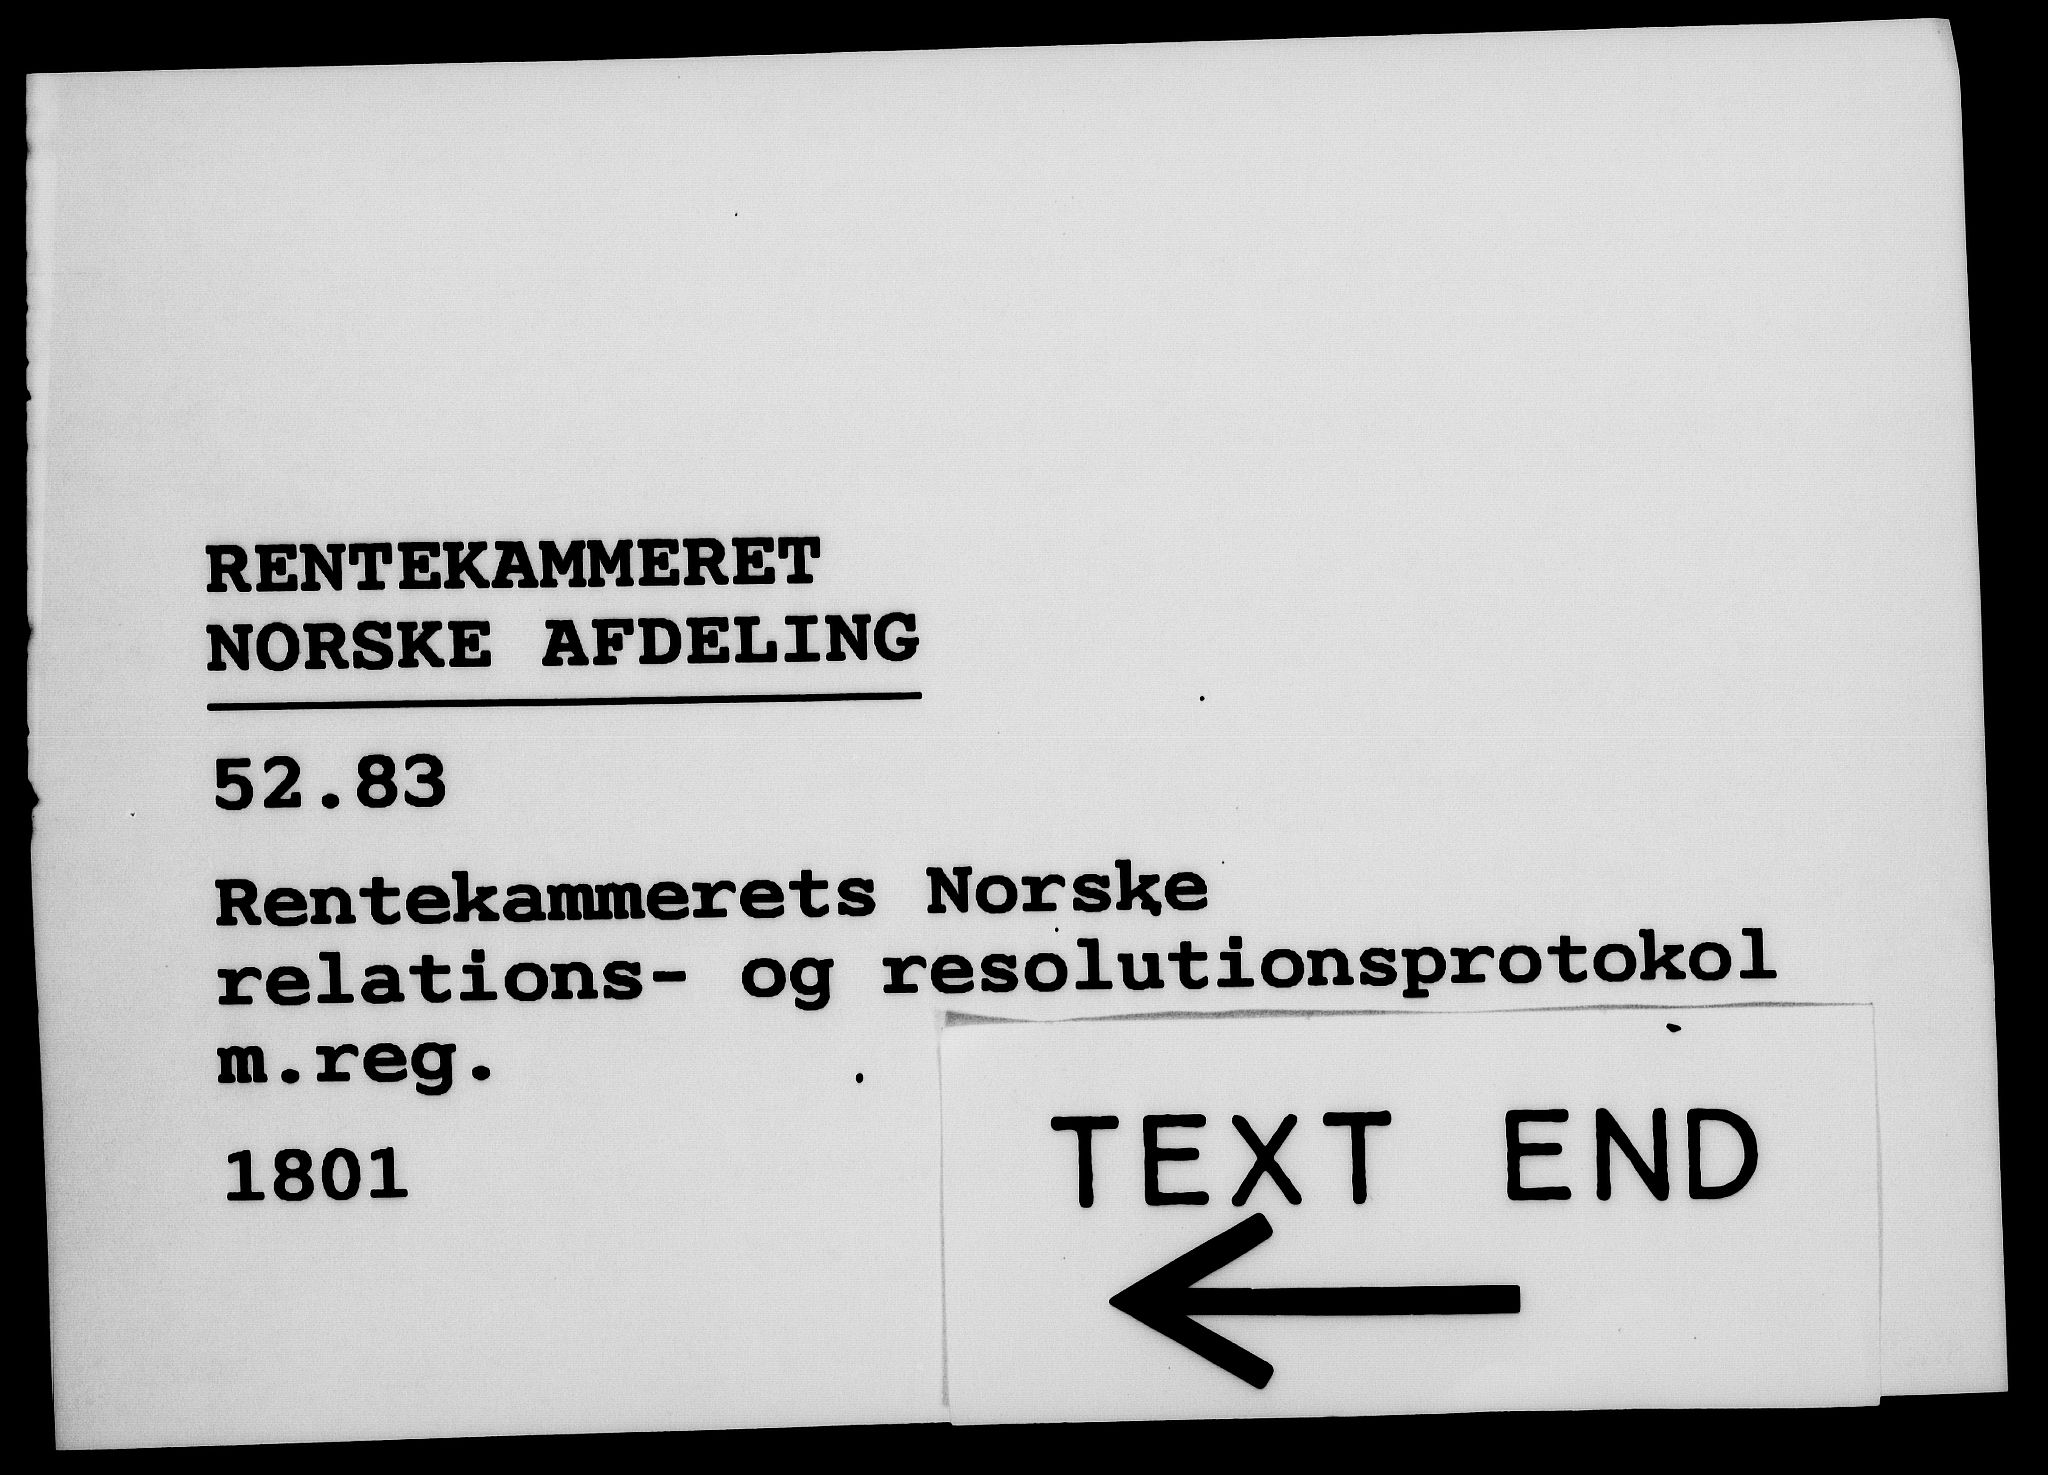 RENTEKAMMERET
NORSKE AFDELING
52.83
Rentekammerets Norske
relations- og resolutionsprotokol
m.reg.
1801
TEXT END